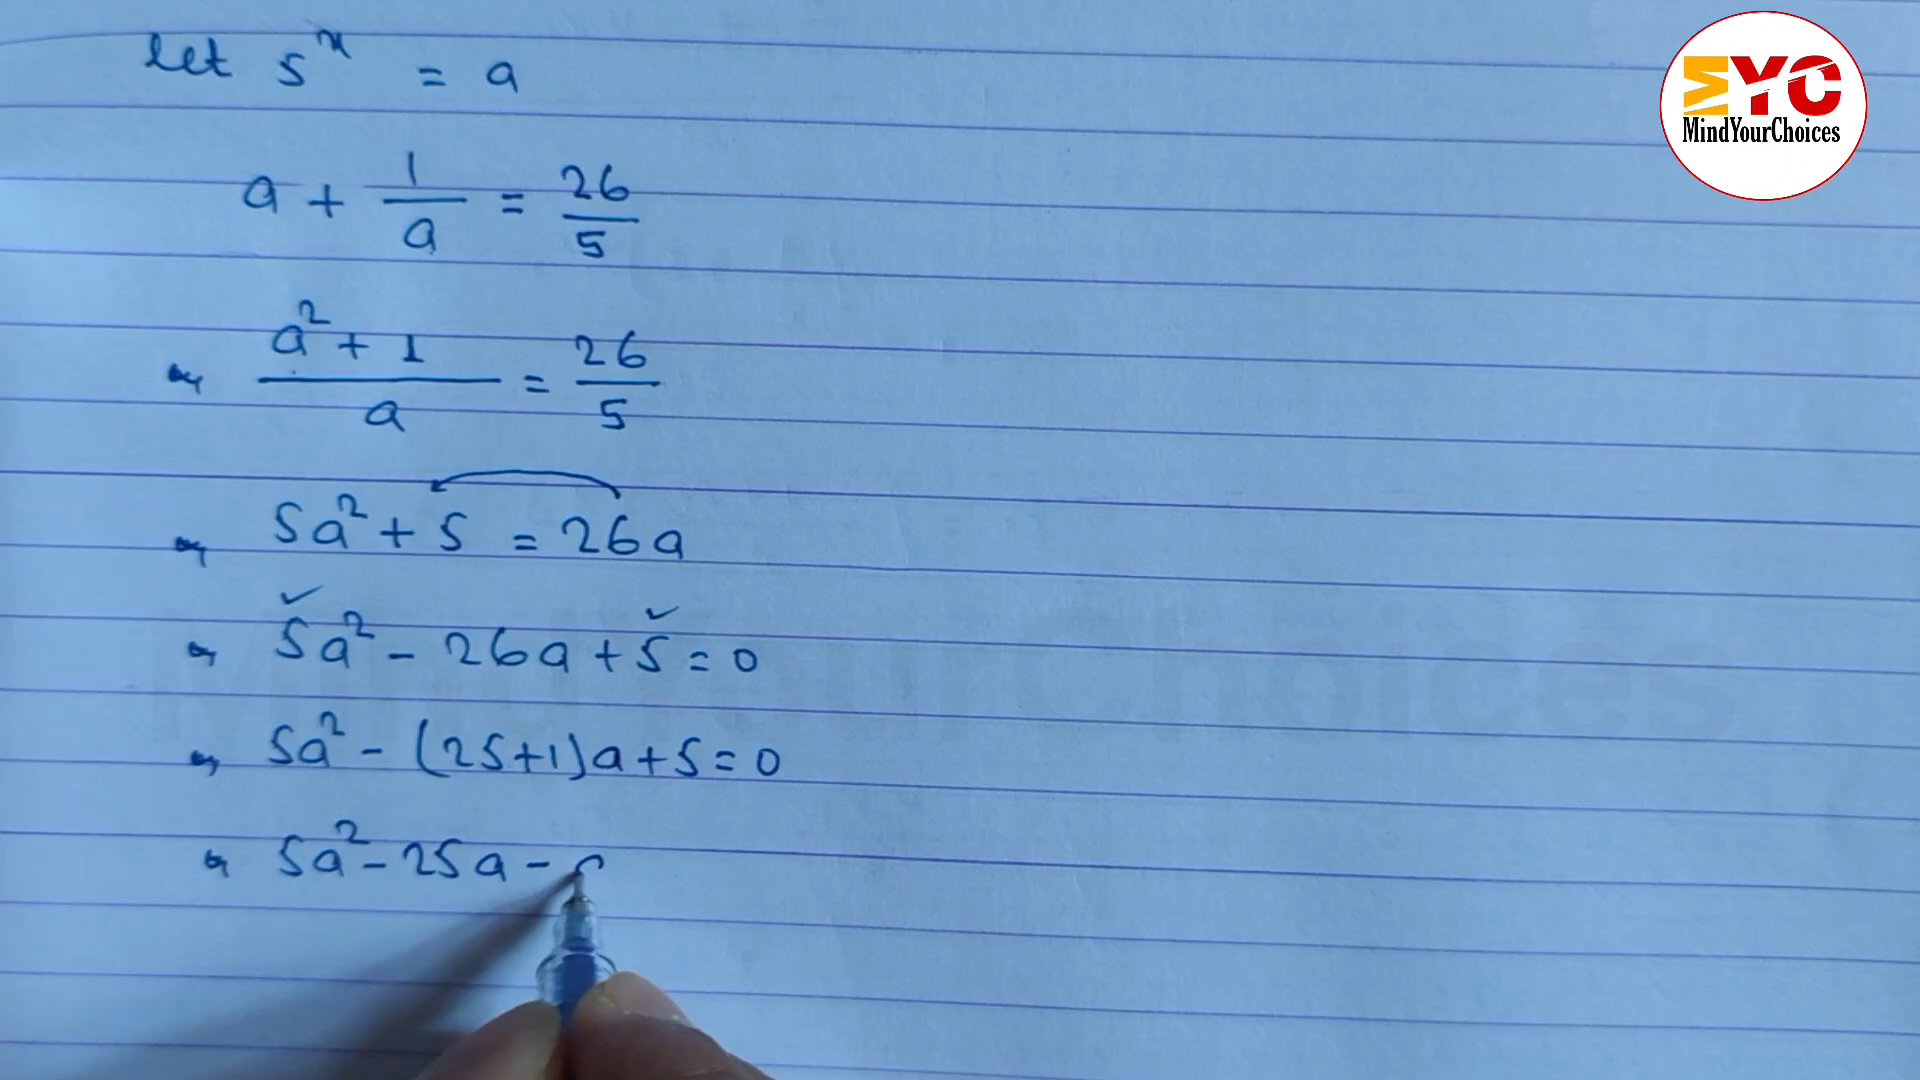 let 5^x = a
MYC
MindYourChoices
a + 1/a = 26/5
⇒ (a² + 1)/a = 26/5
⇒ 5a² + 5 = 26a
⇒ 5a² - 26a + 5 = 0
MindYourChoices
⇒ 5a² - (25+1)a + 5 = 0
⇒ 5a² - 25a -